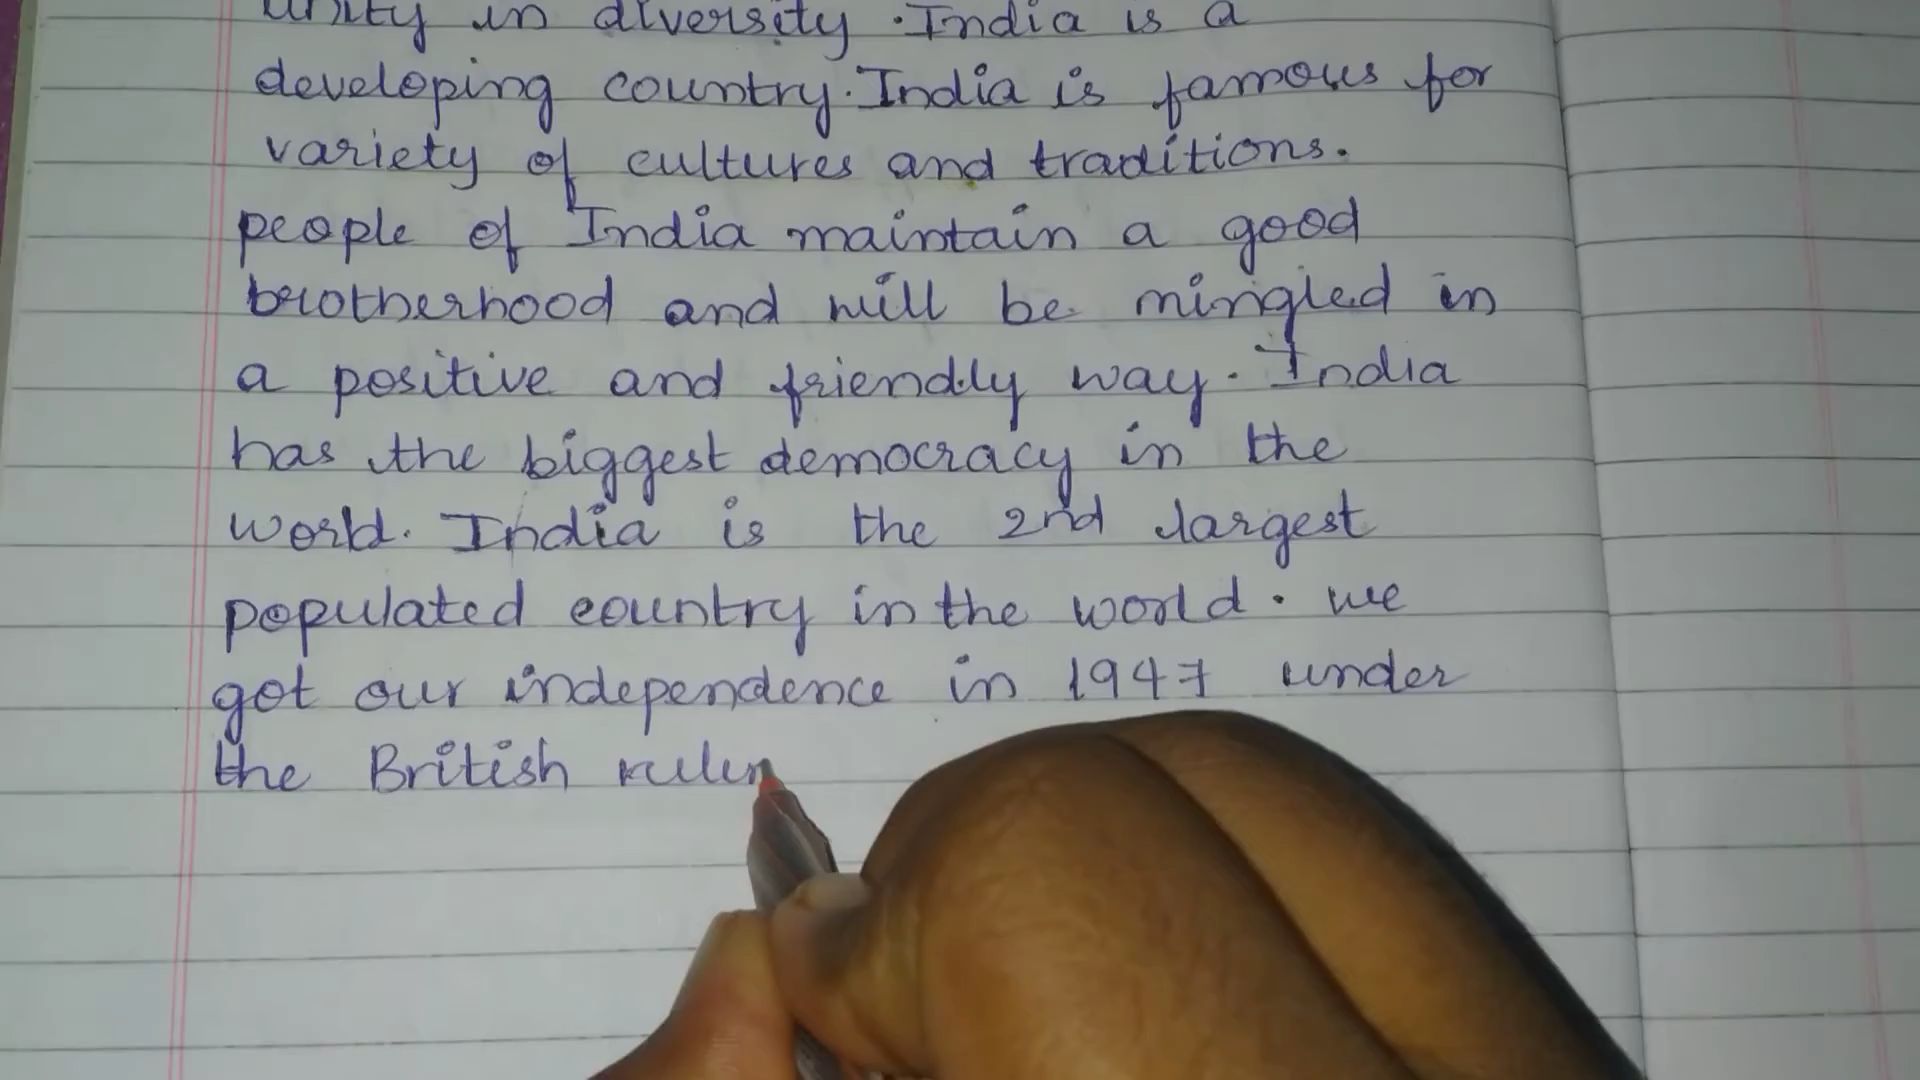 unity in diversity. India is a
developing country. India is famous for
variety of cultures and traditions.
people of India maintain a good
brotherhood and will be mingled in
a positive and friendly way. India
has the biggest democracy in the
world. India is the 2nd largest
populated country in the world. we
got our independence in 1947 under
the British